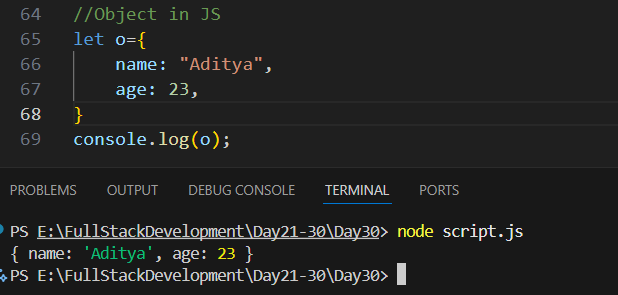 64 //Object in JS
65 let o={
66 name: "Aditya",
67 age: 23,
68 }
69 console.log(o);
PROBLEMS OUTPUT DEBUG CONSOLE TERMINAL PORTS
PS E:\FullStackDevelopment\Day21-30\Day30> node script.js
{ name: 'Aditya', age: 23 }
PS E:\FullStackDevelopment\Day21-30\Day30>